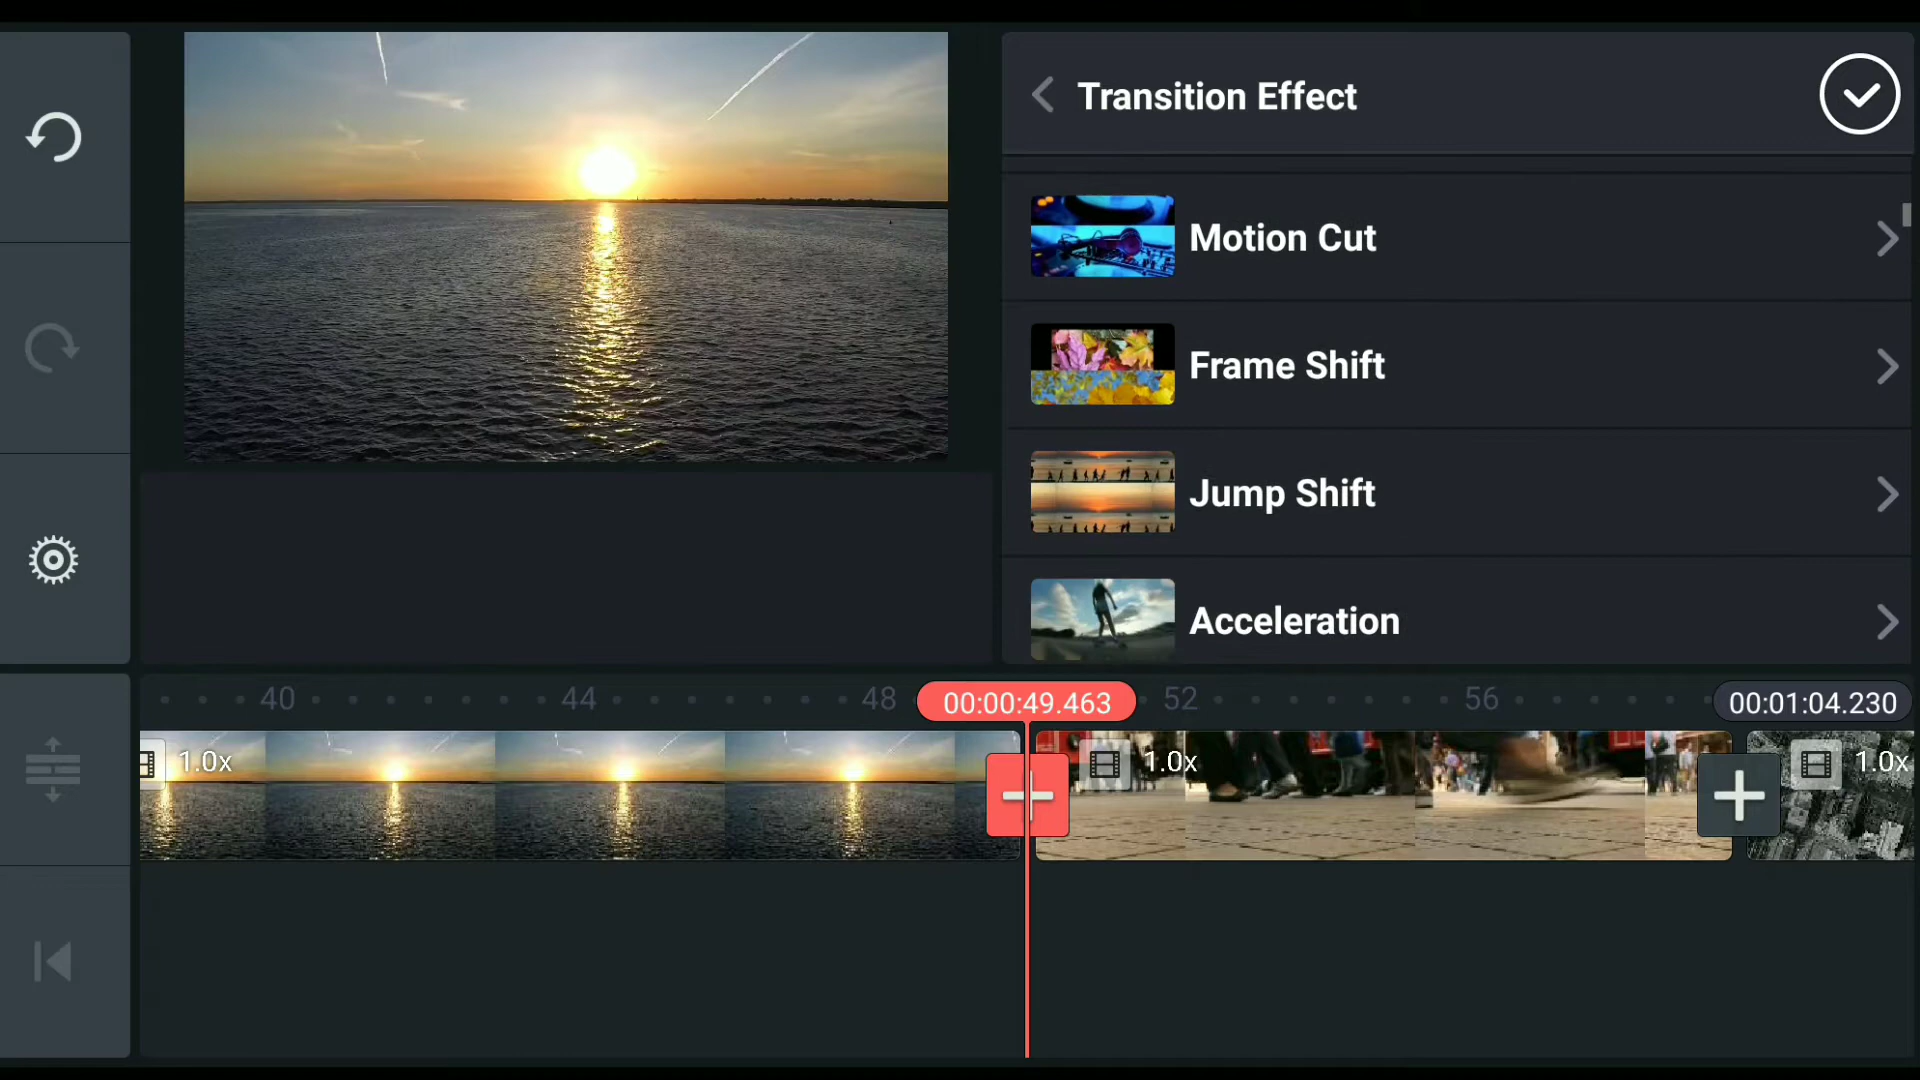 Transition Effect
Motion Cut
Frame Shift
Jump Shift
Acceleration
40 44 48 00:00:49.463 52 56 00:01:04.230
1.0x 1.0x 1.0x